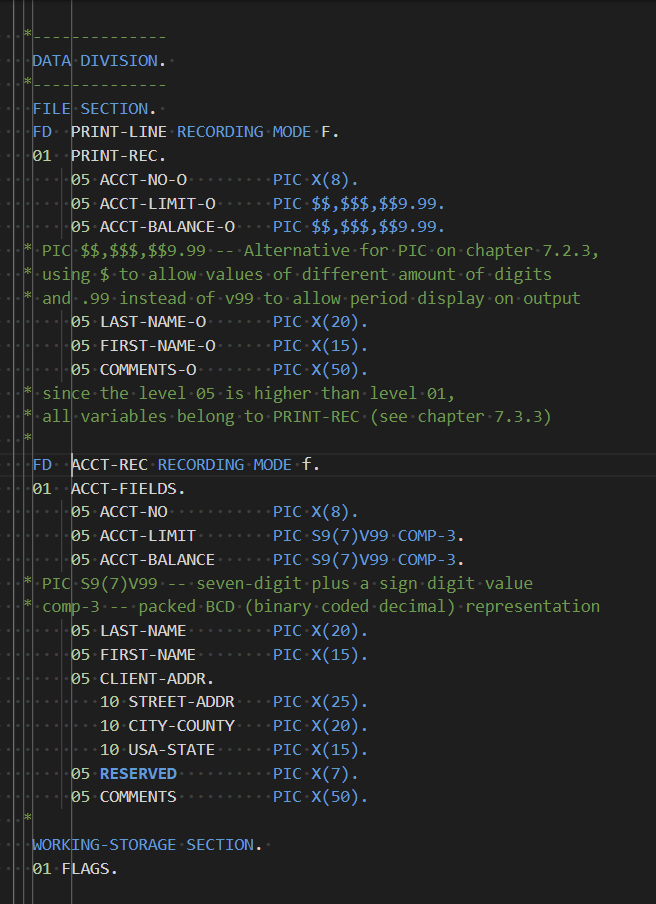 *--------------
DATA DIVISION.
*--------------
FILE SECTION.
FD  PRINT-LINE RECORDING MODE F.
01  PRINT-REC.
    05 ACCT-NO-O         PIC X(8).
    05 ACCT-LIMIT-O      PIC $$,$$$,$$9.99.
    05 ACCT-BALANCE-O    PIC $$,$$$,$$9.99.
* PIC $$,$$$,$$9.99 -- Alternative for PIC on chapter 7.2.3,
* using $ to allow values of different amount of digits
* and .99 instead of v99 to allow period display on output
    05 LAST-NAME-O       PIC X(20).
    05 FIRST-NAME-O      PIC X(15).
    05 COMMENTS-O        PIC X(50).
* since the level 05 is higher than level 01,
* all variables belong to PRINT-REC (see chapter 7.3.3)
*
FD  ACCT-REC RECORDING MODE f.
01  ACCT-FIELDS.
    05 ACCT-NO           PIC X(8).
    05 ACCT-LIMIT        PIC S9(7)V99 COMP-3.
    05 ACCT-BALANCE      PIC S9(7)V99 COMP-3.
* PIC S9(7)V99 -- seven-digit plus a sign digit value
* comp-3 -- packed BCD (binary coded decimal) representation
    05 LAST-NAME         PIC X(20).
    05 FIRST-NAME        PIC X(15).
    05 CLIENT-ADDR.
       10 STREET-ADDR    PIC X(25).
       10 CITY-COUNTY    PIC X(20).
       10 USA-STATE      PIC X(15).
    05 RESERVED          PIC X(7).
    05 COMMENTS          PIC X(50).
*
WORKING-STORAGE SECTION.
01 FLAGS.